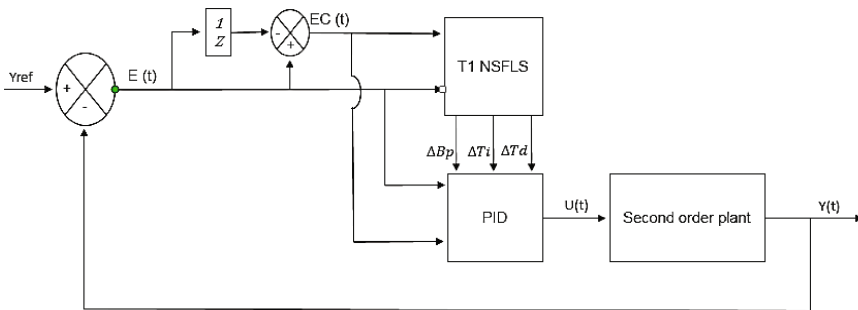 1
Z
-
+
EC (t)
T1 NSFLS
Yref
+
-
E (t)
ΔBp
ΔTi
ΔTd
PID
U(t)
Second order plant
Y(t)